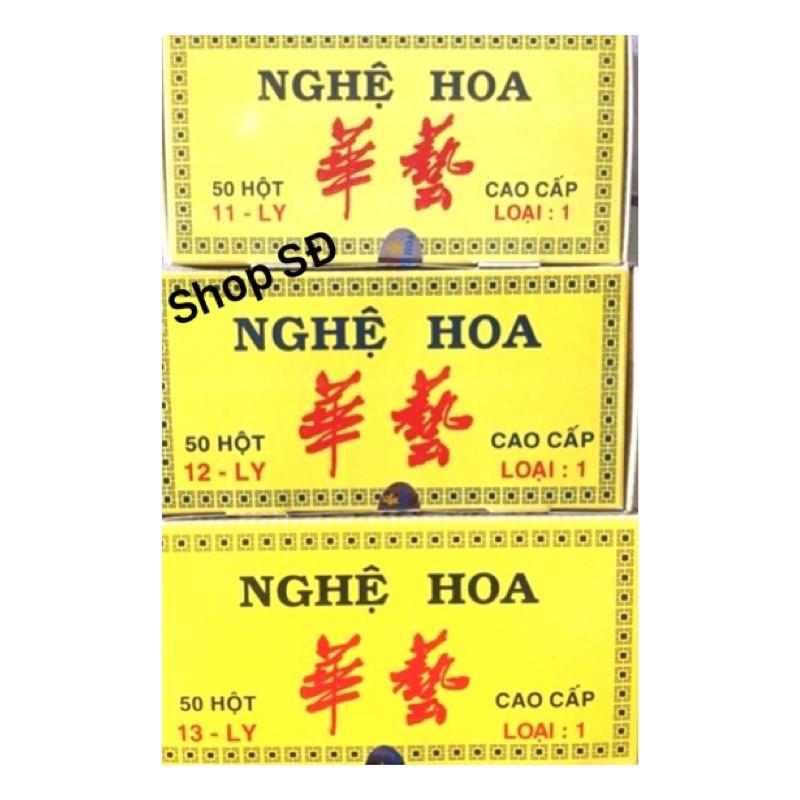 NGHỆ HOA
華藝
50 HỘT
11 - LY
CAO CẤP
LOẠI : 1
HOA
Shop SĐ
NGHỆ HOA
華藝
50 HỘT
12 - LY
CAO CẤP
LOẠI : 1
NGHỆ HOA
華藝
50 HỘT
13 - LY
CAO CẤP
LOẠI : 1